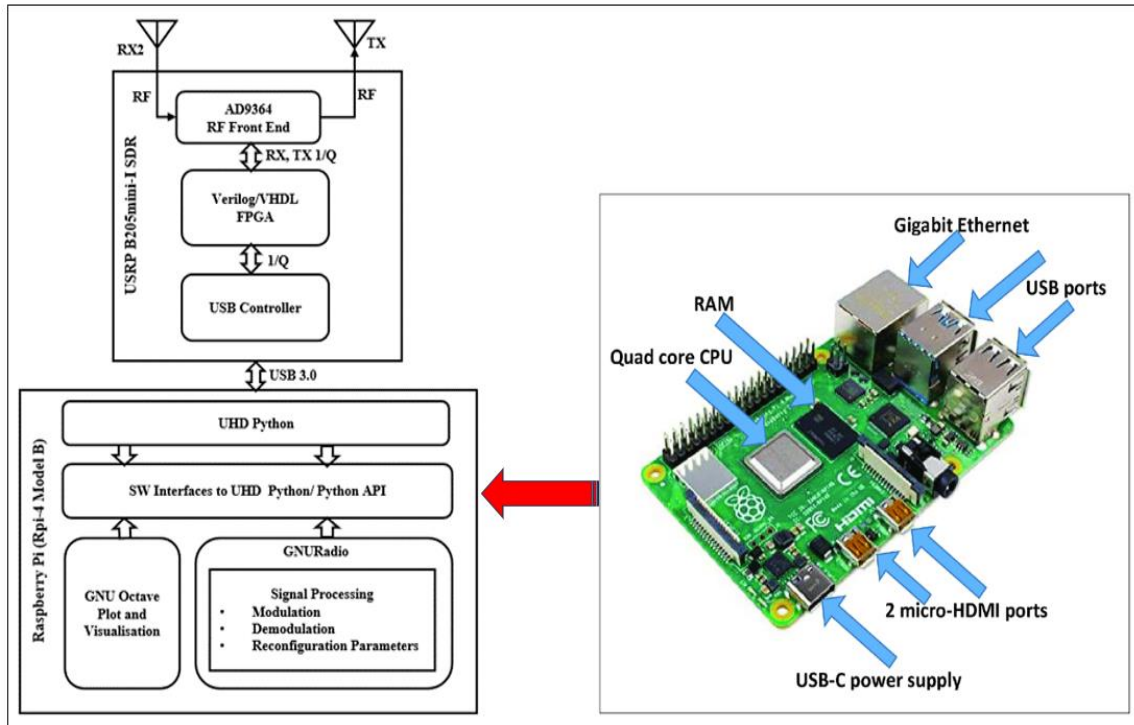 RX2
TX
RF
RF
AD9364
RF Front End
RX, TX 1/Q
Verilog/VHDL
FPGA
1/Q
USB Controller
USRP B205mini-I SDR
USB 3.0
UHD Python
SW Interfaces to UHD Python/ Python API
GNU Octave
Plot and
Visualisation
GNURadio
Signal Processing
▪ Modulation
▪ Demodulation
▪ Reconfiguration Parameters
Raspberry Pi (Rpi-4 Model B)
Gigabit Ethernet
USB ports
RAM
Quad core CPU
HDMI
2 micro-HDMI ports
USB-C power supply